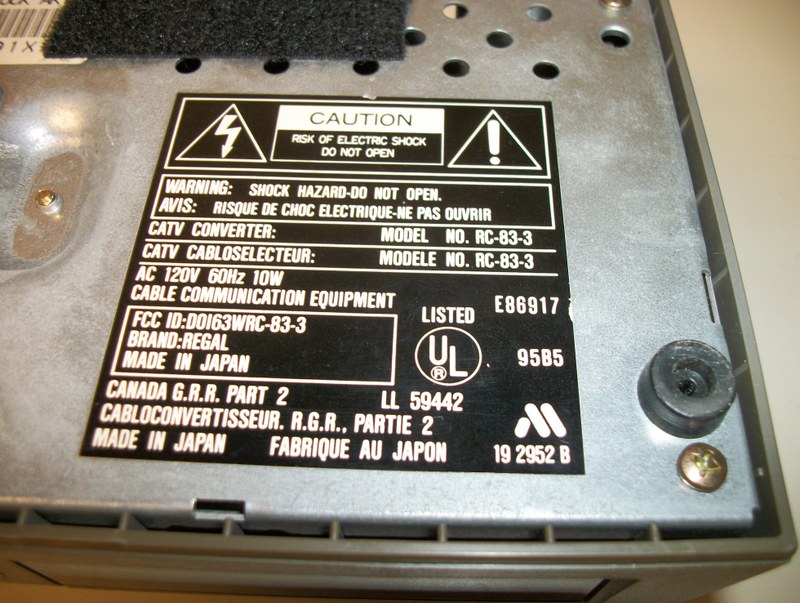 CAUTION
RISK OF ELECTRIC SHOCK
DO NOT OPEN
WARNING: SHOCK HAZARD-DO NOT OPEN.
AVIS: RISQUE DE CHOC ELECTRIQUE-NE PAS OUVRIR
CATV CONVERTER: MODEL NO. RC-83-3
CATV CABLOSELECTEUR: MODELE NO. RC-83-3
AC 120V 60Hz 10W
CABLE COMMUNICATION EQUIPMENT E86917
FCC ID:DOI63WRC-83-3
BRAND:REGAL
MADE IN JAPAN
LISTED
UL
®
95B5
CANADA G.R.R. PART 2 LL 59442
CABLOCONVERTISSEUR. R.G.R., PARTIE 2
MADE IN JAPAN FABRIQUE AU JAPON 19 2952 B